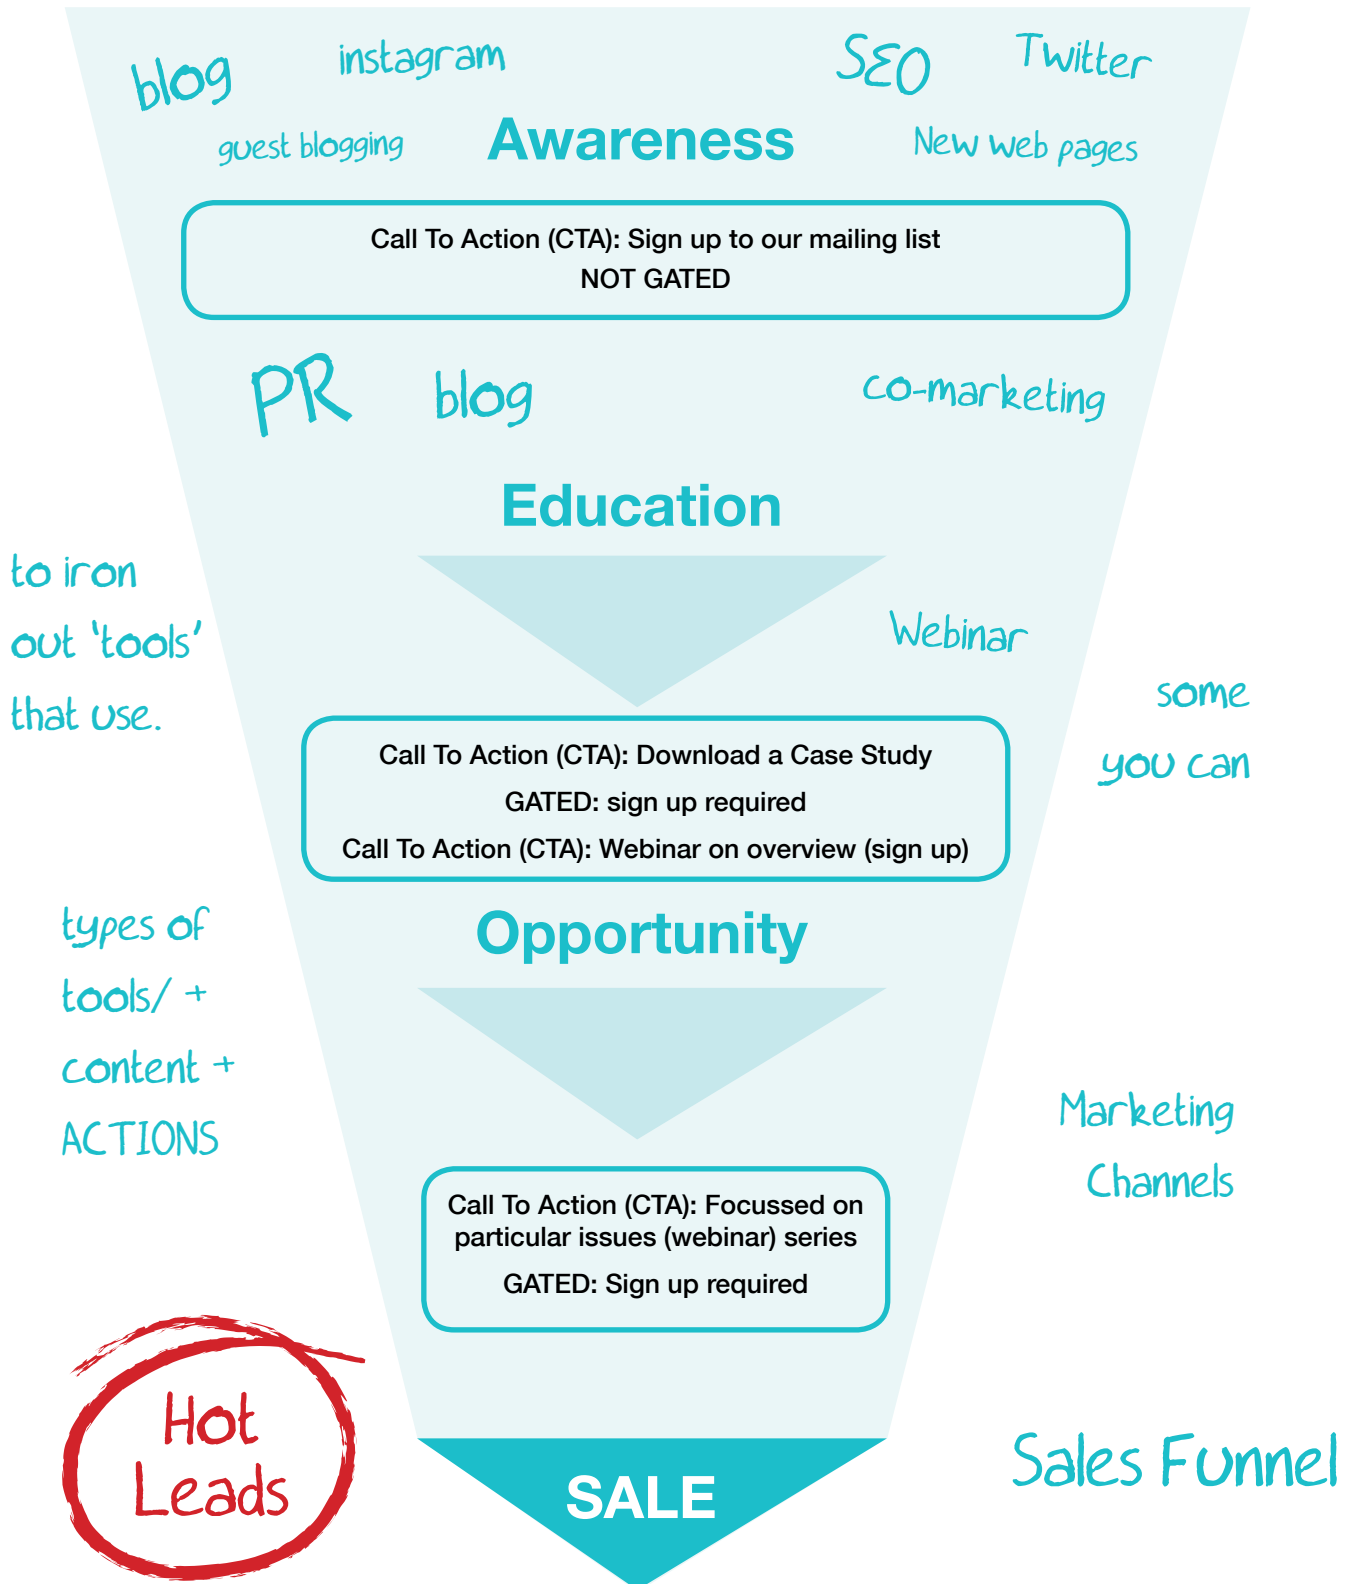 blog
instagram
SEO
Twitter
guest blogging
Awareness
New web pages
Call To Action (CTA): Sign up to our mailing list
NOT GATED
PR
blog
co-marketing
Education
to iron
out 'tools'
that use.
Webinar
some
you can
Call To Action (CTA): Download a Case Study
GATED: sign up required
Call To Action (CTA): Webinar on overview (sign up)
types of
tools/ +
content +
ACTIONS
Opportunity
Marketing
Channels
Call To Action (CTA): Focussed on
particular issues (webinar) series
GATED: Sign up required
Hot
Leads
SALE
Sales Funnel